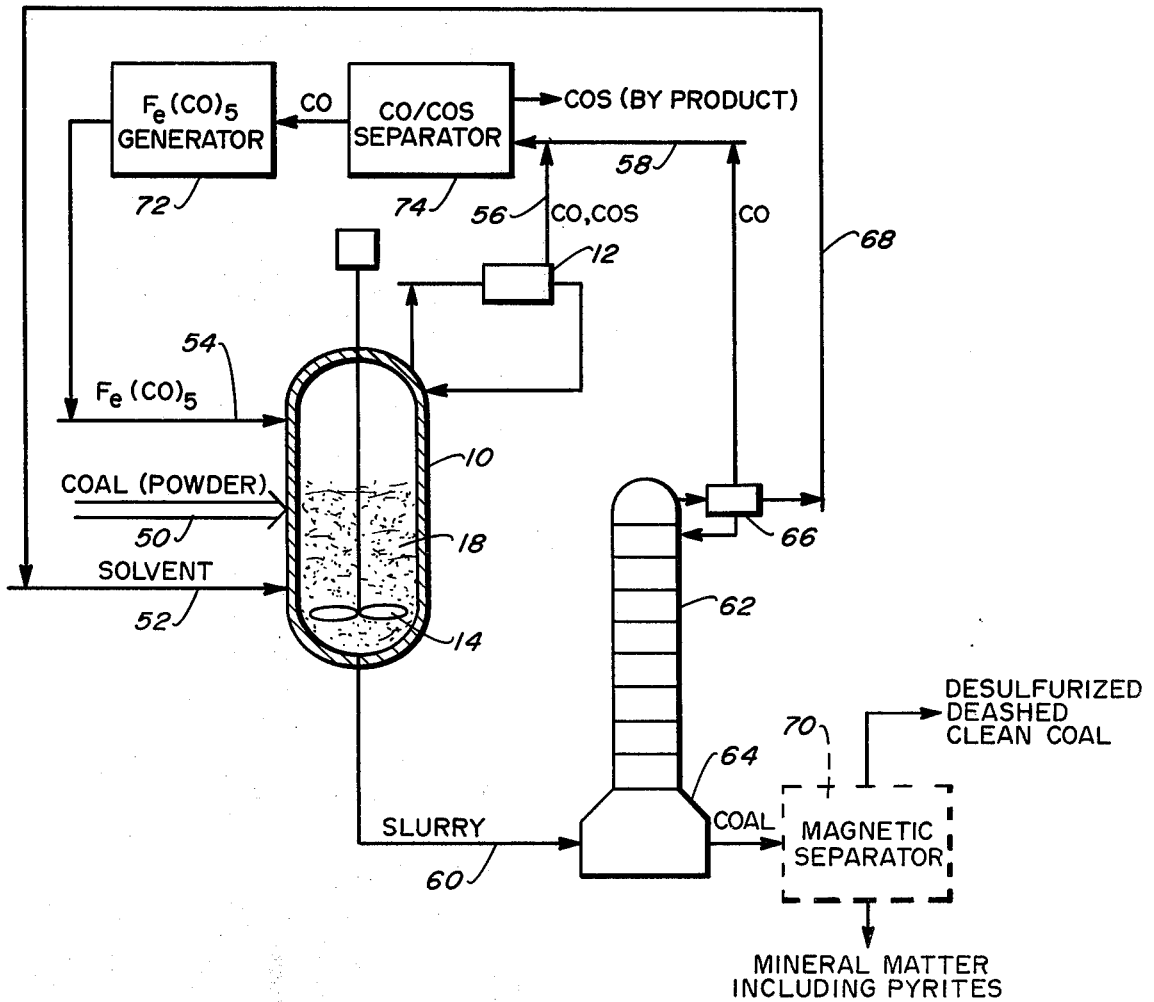 Fe(CO)5
GENERATOR
CO
CO/CO​S
SEPARATOR
COS (BY PRODUCT)
72
74
56
58
CO,COS
CO
12
68
54
Fe(CO)5
10
COAL (POWDER)
50
18
66
SOLVENT
52
62
14
DESULFURIZED
DEASHED
CLEAN COAL
70
64
SLURRY
COAL
MAGNETIC
SEPARATOR
60
MINERAL MATTER
INCLUDING PYRITES